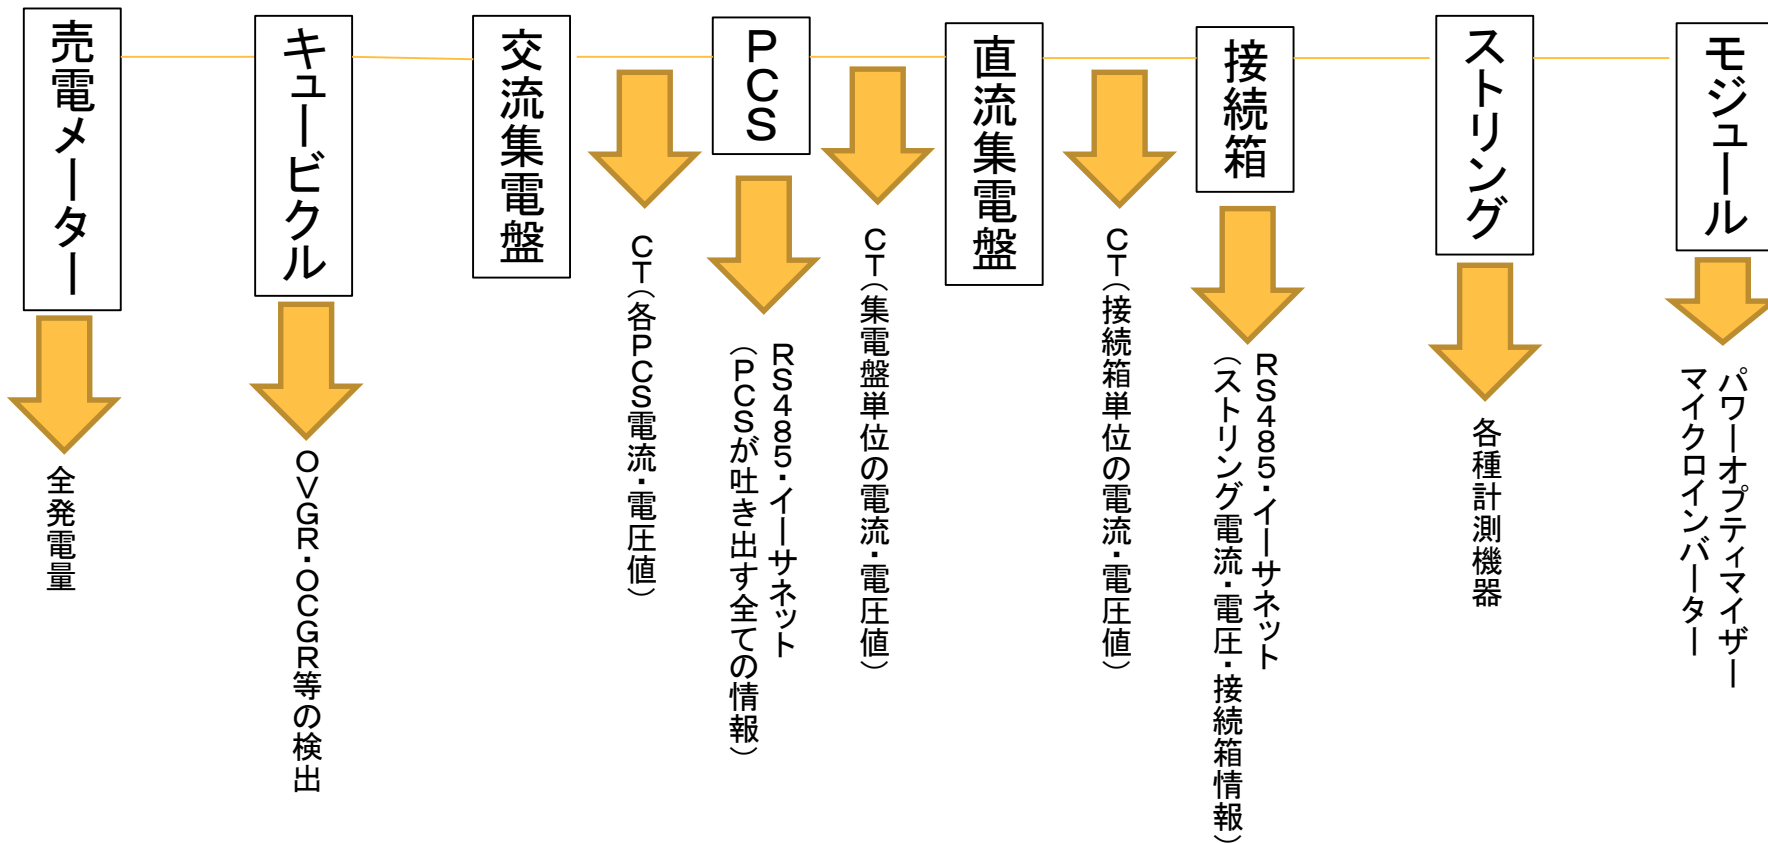 売電メーター
キュービクル
交流集電盤
PCS
直流集電盤
接続箱
ストリング
モジュール
全発電量
OVGR・OCGR等の検出
CT(各PCS電流・電圧値)
RS485・イーサネット
(PCSが吐き出す全ての情報)
CT(集電盤単位の電流・電圧値)
CT(接続箱単位の電流・電圧値)
RS485・イーサネット
(ストリング電流・電圧・接続箱情報)
各種計測機器
パワーオプティマイザー
マイクロインバーター